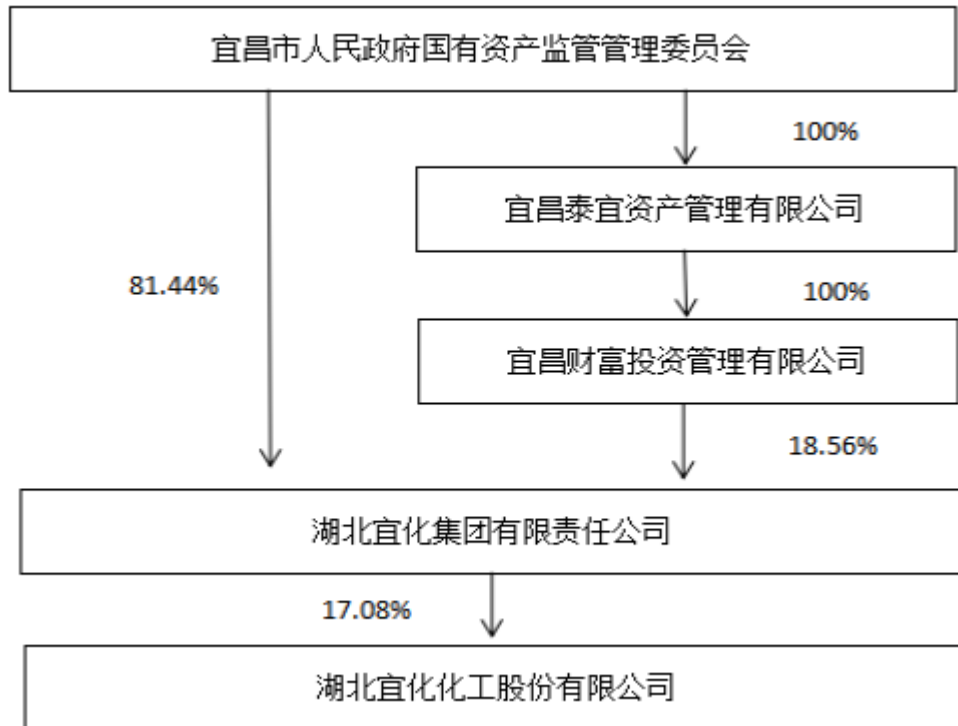 宜昌市人民政府国有资产监管管理委员会
100%
宜昌泰宜资产管理有限公司
81.44%
100%
宜昌财富投资管理有限公司
18.56%
湖北宜化集团有限责任公司
17.08%
湖北宜化化工股份有限公司